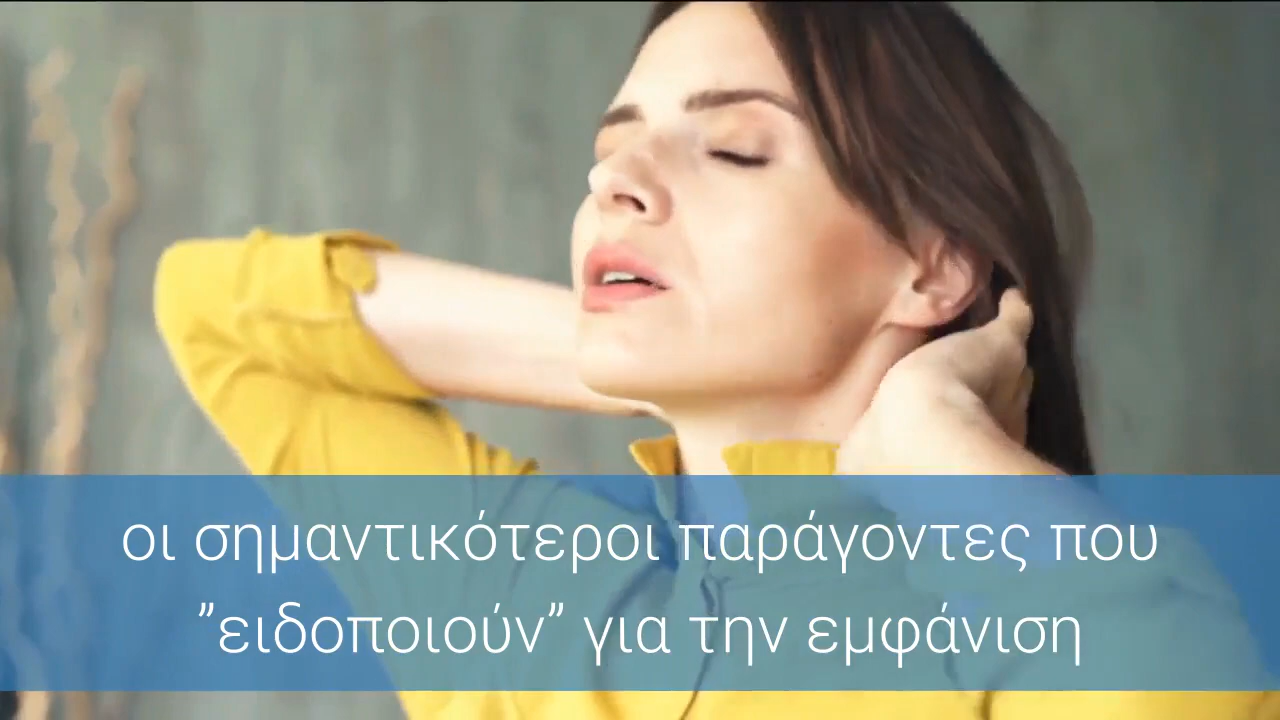 οι σημαντικότεροι παράγοντες που
”ειδοποιούν” για την εμφάνιση